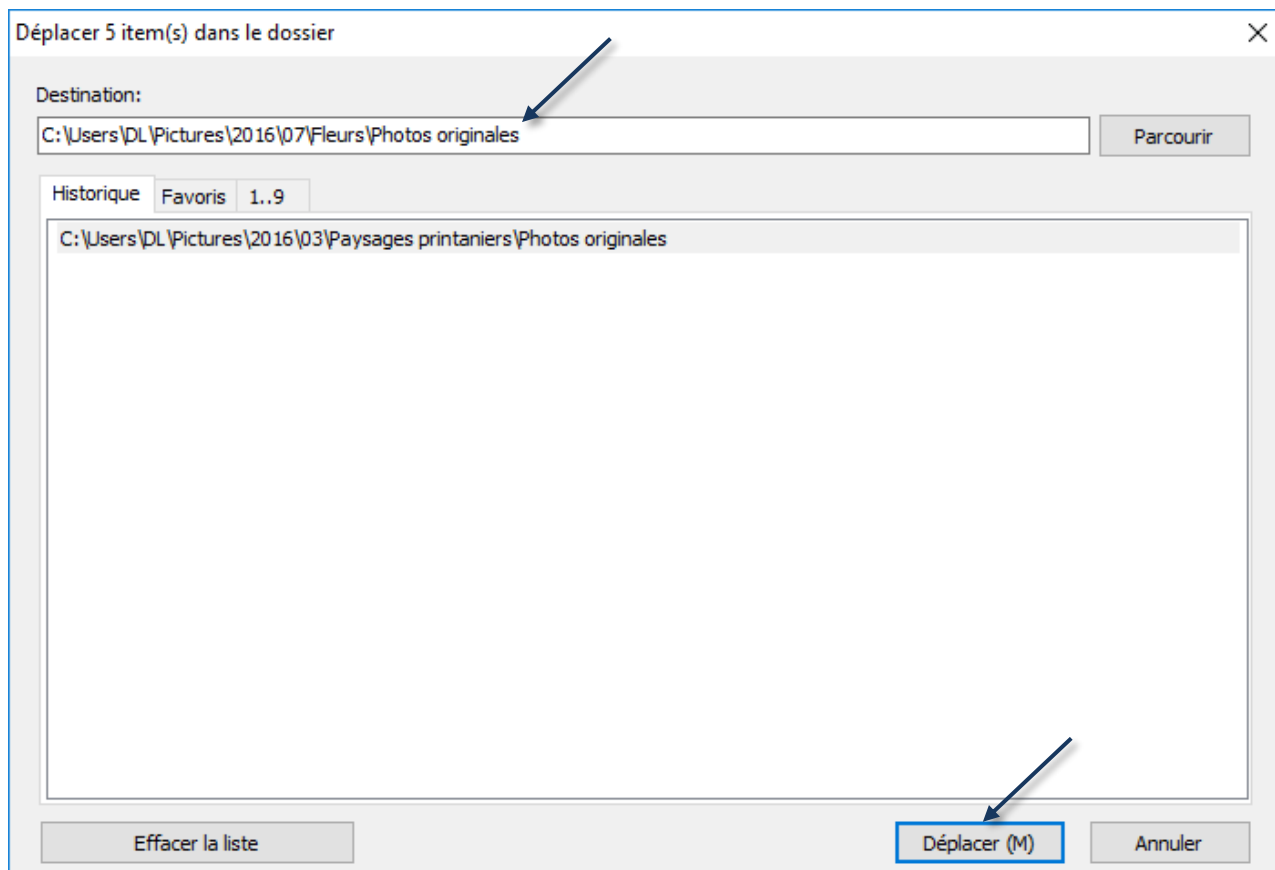 Déplacer 5 item(s) dans le dossier
Destination:
C:\Users\DL\Pictures\2016\07\Fleurs\Photos originales
Parcourir
Historique Favoris 1..9
C:\Users\DL\Pictures\2016\03\Paysages printaniers\Photos originales
Effacer la liste Déplacer (M) Annuler